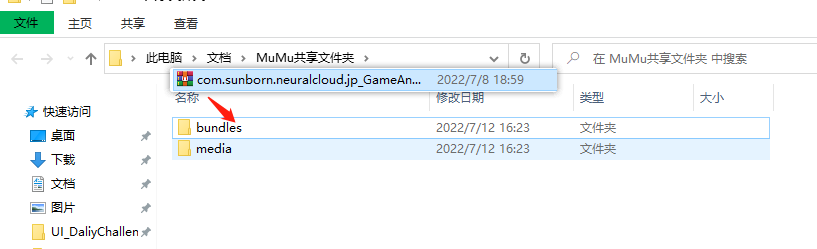 文件 主页 共享 查看
此电脑 文档 MuMu共享文件夹 在 MuMu共享文件夹 中搜索
com.sunborn.neuralcloud.jp_GameAn... 2022/7/8 18:59
名称 修改日期 类型 大小
快速访问
bundles 2022/7/12 16:23 文件夹
桌面
media 2022/7/12 16:23 文件夹
下载
文档
图片
UI_DaliyChallen